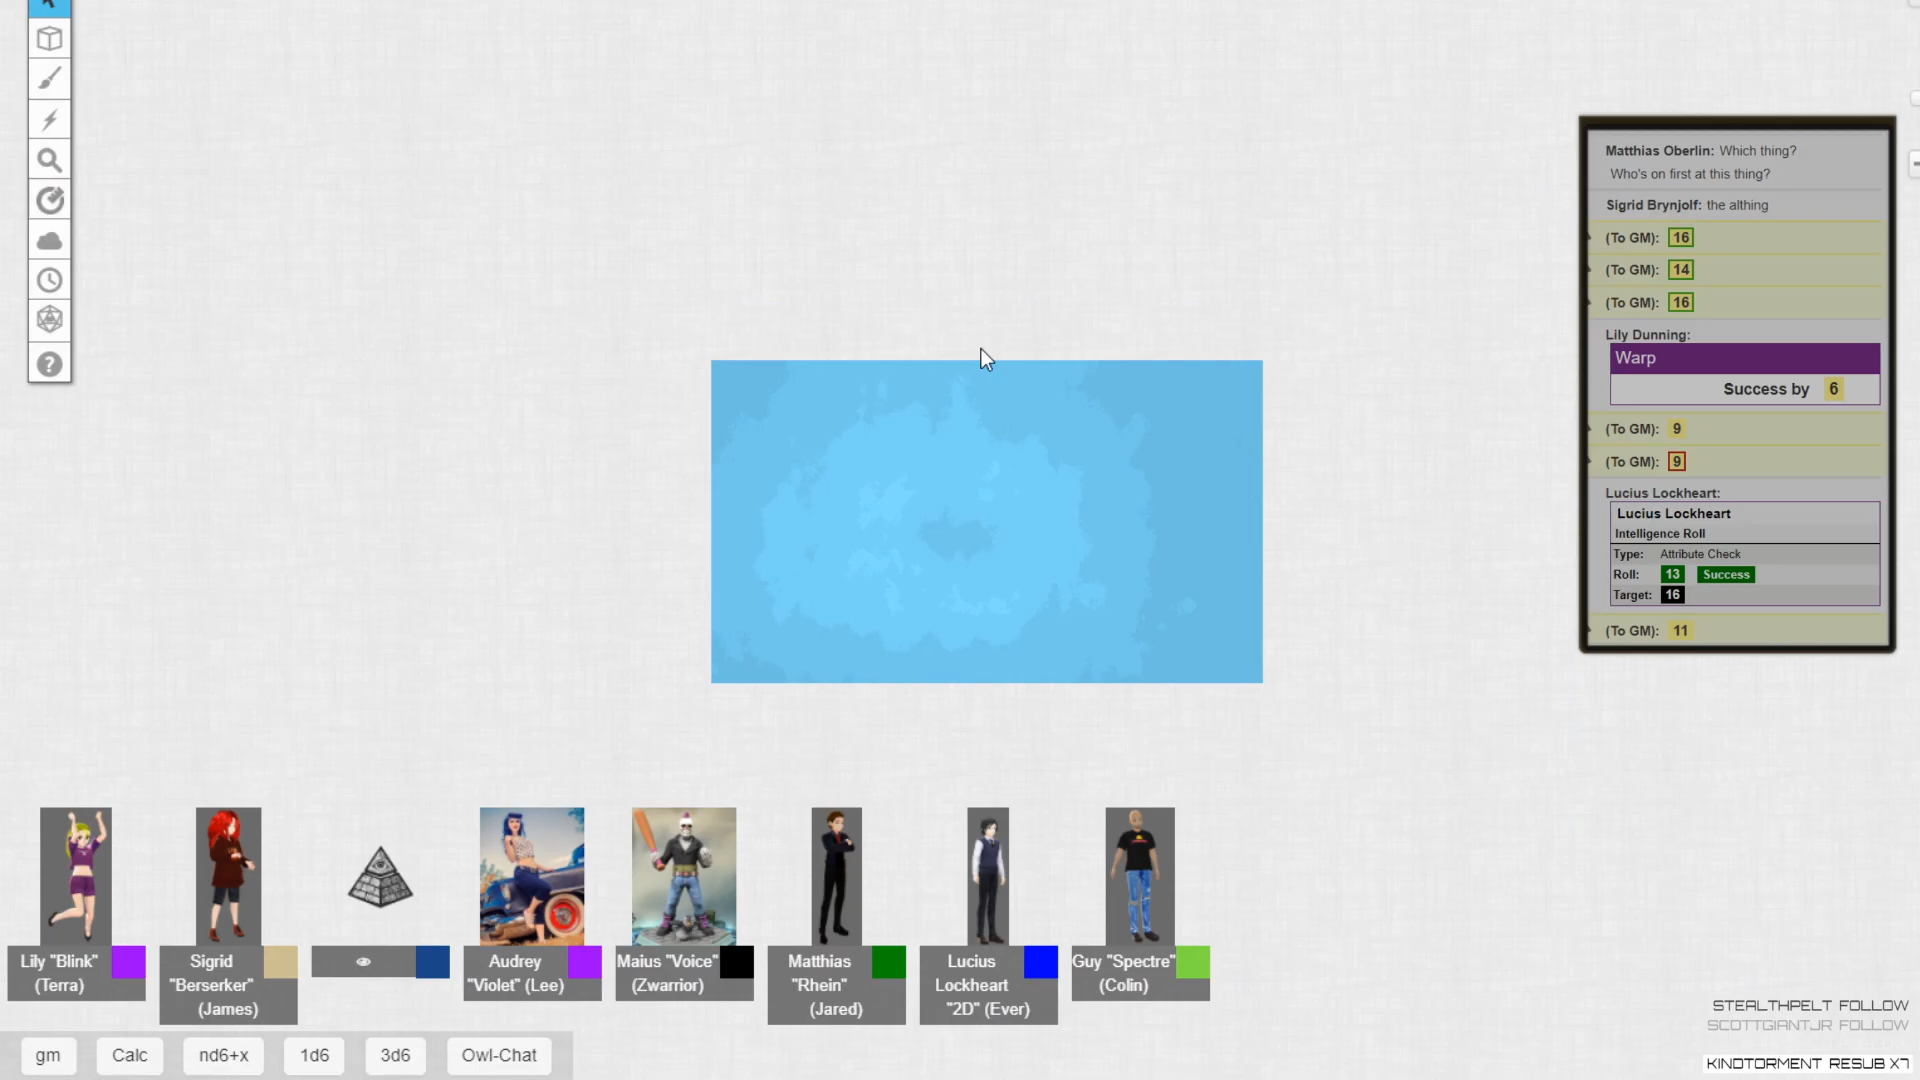 Matthias Oberlin: Which thing?
Who's on first at this thing?
Sigrid Brynjolf: the althing
(To GM): 16
(To GM): 14
(To GM): 16
Lily Dunning:
Warp
Success by 6
(To GM): 9
(To GM): 9
Lucius Lockheart:
Lucius Lockheart
Intelligence Roll
Type: Attribute Check
Roll: 13 Success
Target: 16
(To GM): 11
Lily "Blink"
(Terra)
Sigrid
"Berserker"
(James)
Audrey
"Violet" (Lee)
Maius "Voice"
(Zwarrior)
Matthias
"Rhein"
(Jared)
Lucius
Lockheart
"2D" (Ever)
Guy "Spectre"
(Colin)
STEALTHPELT FOLLOW
SCOTTGIANTJR FOLLOW
KINDTORMENT RESUB X7
gm
Calc
nd6+x
1d6
3d6
Owl-Chat